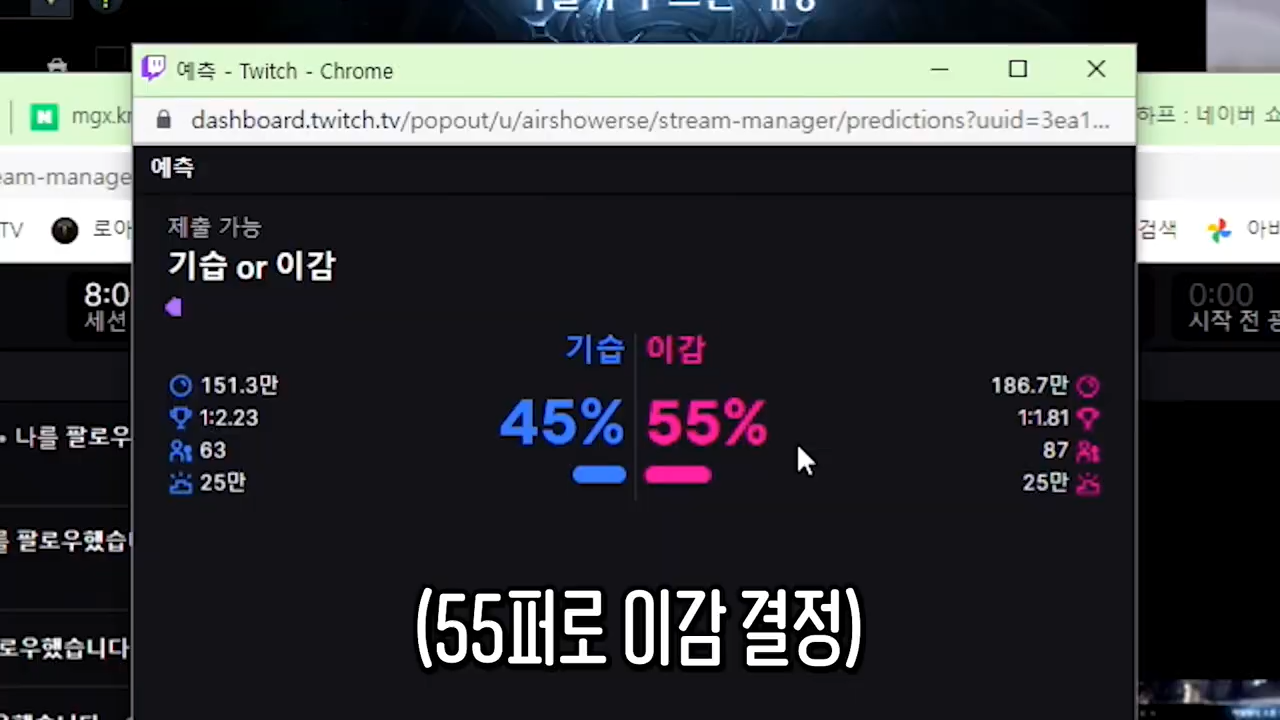 예측 - Twitch - Chrome
mgx.kr
dashboard.twitch.tv/popout/u/airshowerse/stream-manager/predictions?uuid=3ea1...
하프 : 네이버 쇼
eam-manage
예측
TV
로아
검색
아바
제출 가능
기습 or 이감
8:0
세션
0:00
시작 전 광
기습
이감
151.3만
186.7만
45%
55%
1:2.23
1:1.81
나를 팔로우
63
87
25만
25만
를 팔로우했습니
(55퍼로 이감 결정)
로우했습니다